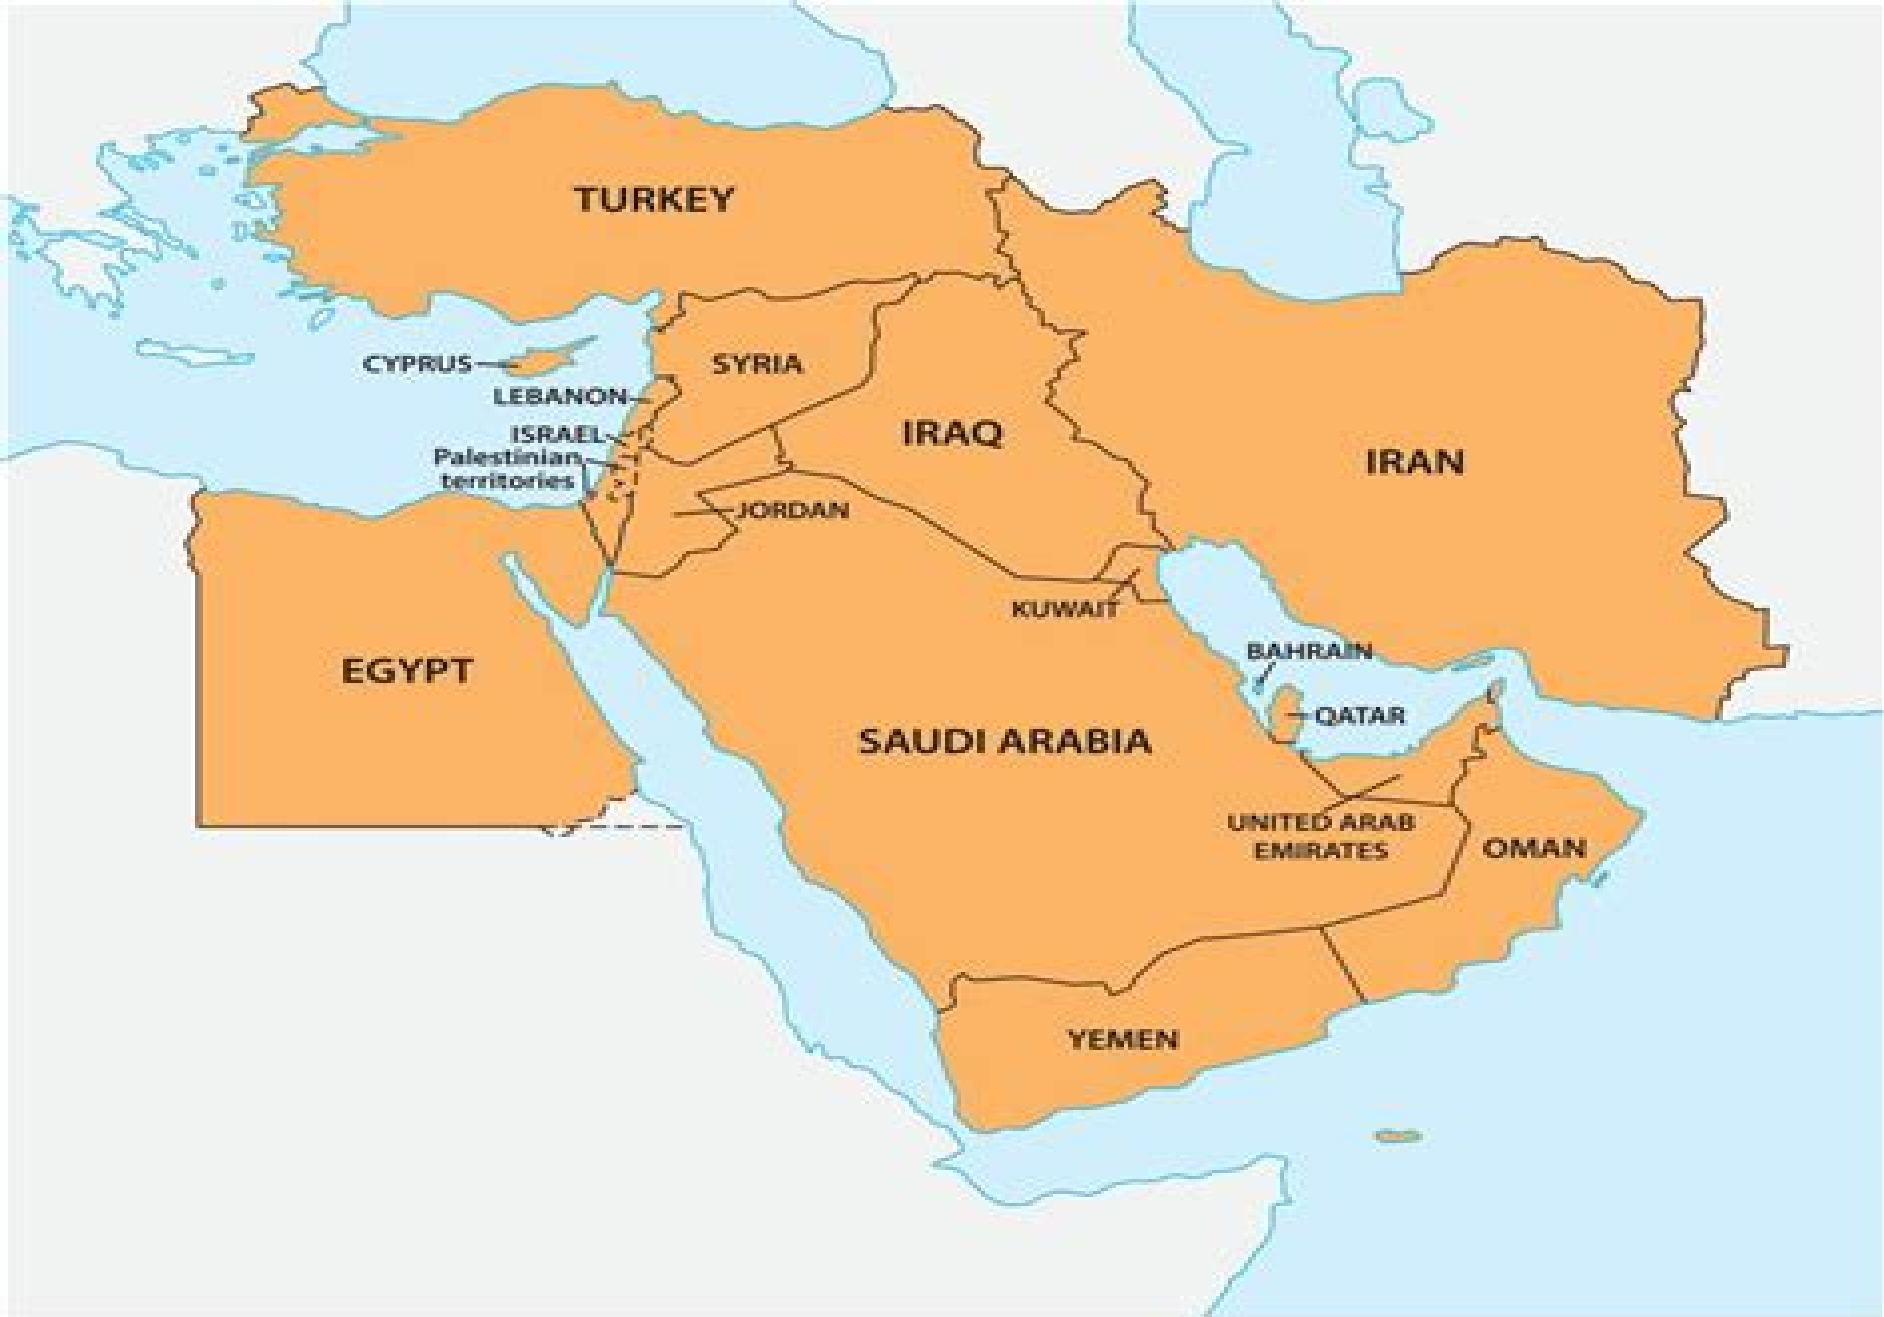 TURKEY
CYPRUS
SYRIA
LEBANON
ISRAEL
IRAQ
Palestinian
territories
IRAN
JORDAN
KUWAIT
BAHRAIN
EGYPT
QATAR
SAUDI ARABIA
UNITED ARAB
EMIRATES
OMAN
YEMEN